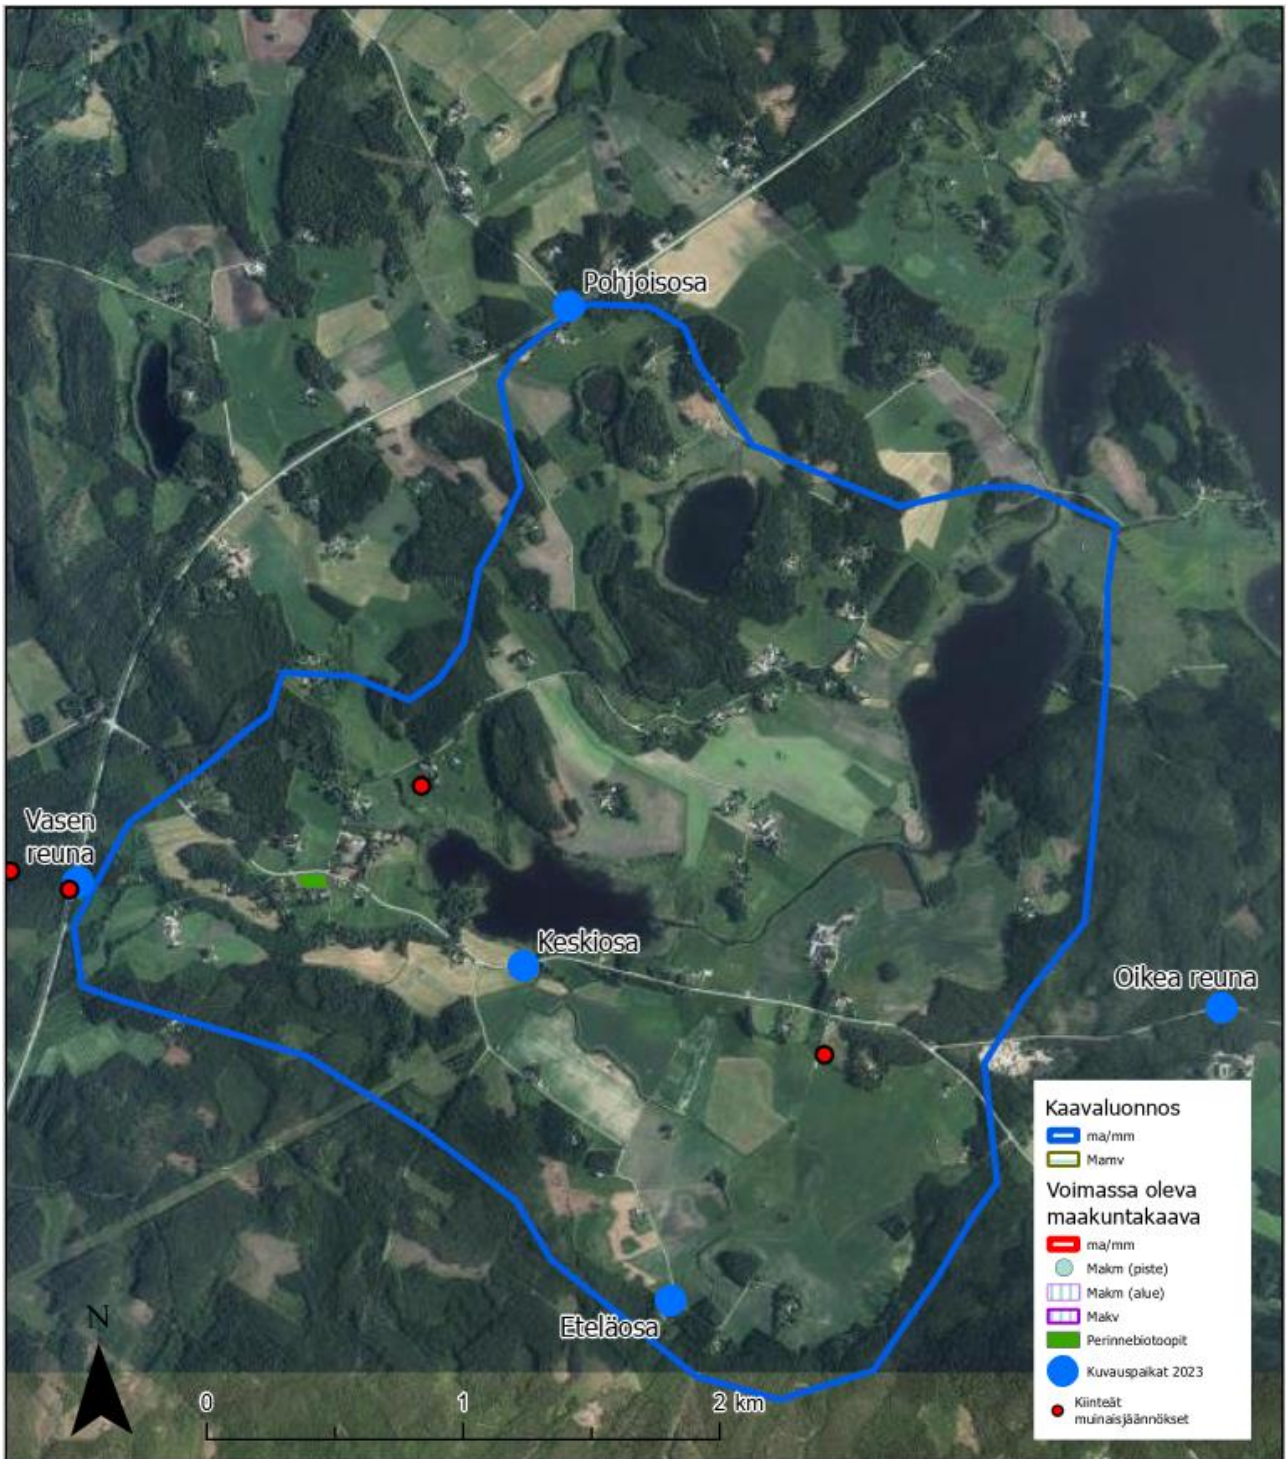 Pohjoisosa
Vasen
reuna
Keskiosa
Oikea reuna
Eteläosa
N
0 1 2 km
Kaavaluonnos
ma/mm
Mamv
Voimassa oleva
maakuntakaava
ma/mm
Makm (piste)
Makm (alue)
Makv
Perinnebiotoopit
Kuvauspaikat 2023
Kiinteät
muinaisjäännökset